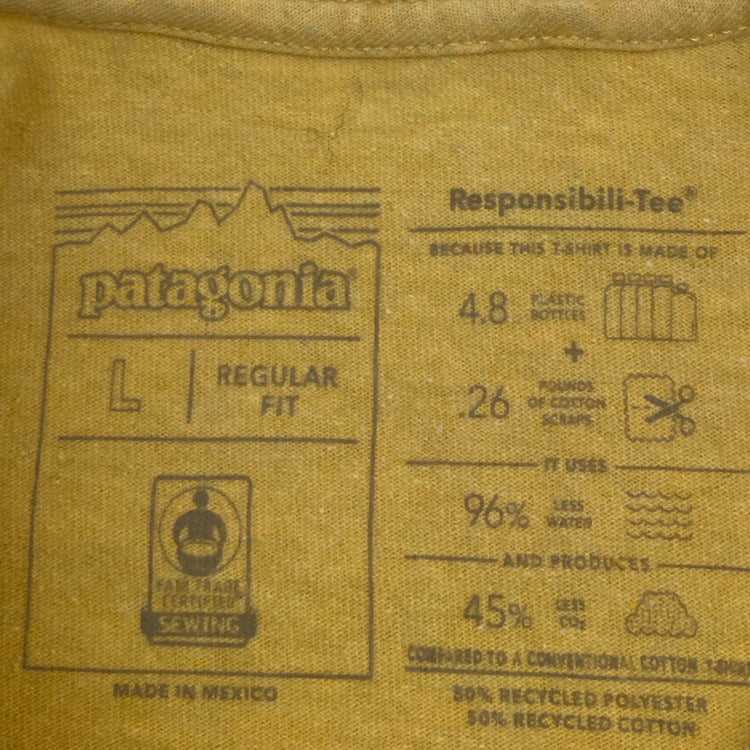 patagonia®
L
REGULAR
FIT
FAIR TRADE
CERTIFIED
SEWING
MADE IN MEXICO
Responsibili-Tee®
BECAUSE THIS T-SHIRT IS MADE OF
4.8 PLASTIC
BOTTLES
+
.26 POUNDS
OF COTTON
SCRAPS
IT USES
96% LESS
WATER
AND PRODUCES
45% LESS
CO₂
COMPARED TO A CONVENTIONAL COTTON T-SHIRT
50% RECYCLED POLYESTER
50% RECYCLED COTTON